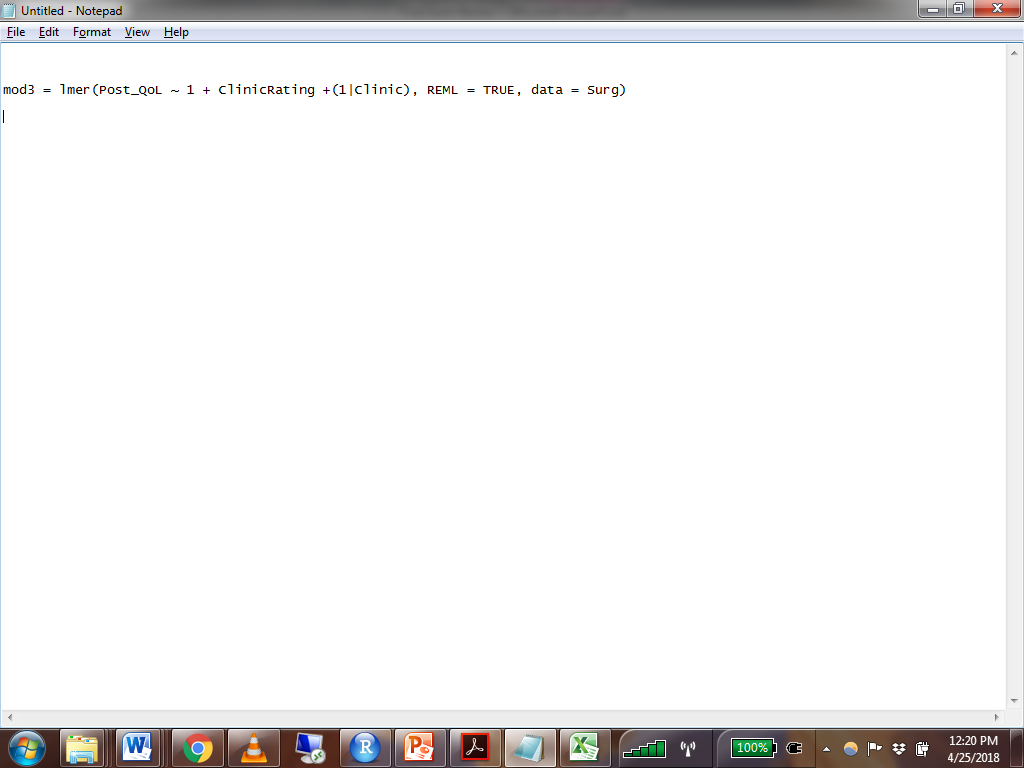 Untitled - Notepad
File Edit Format View Help
mod3 = lmer(Post_QoL ~ 1 + ClinicRating +(1|Clinic), REML = TRUE, data = Surg)
100%
12:20 PM
4/25/2018